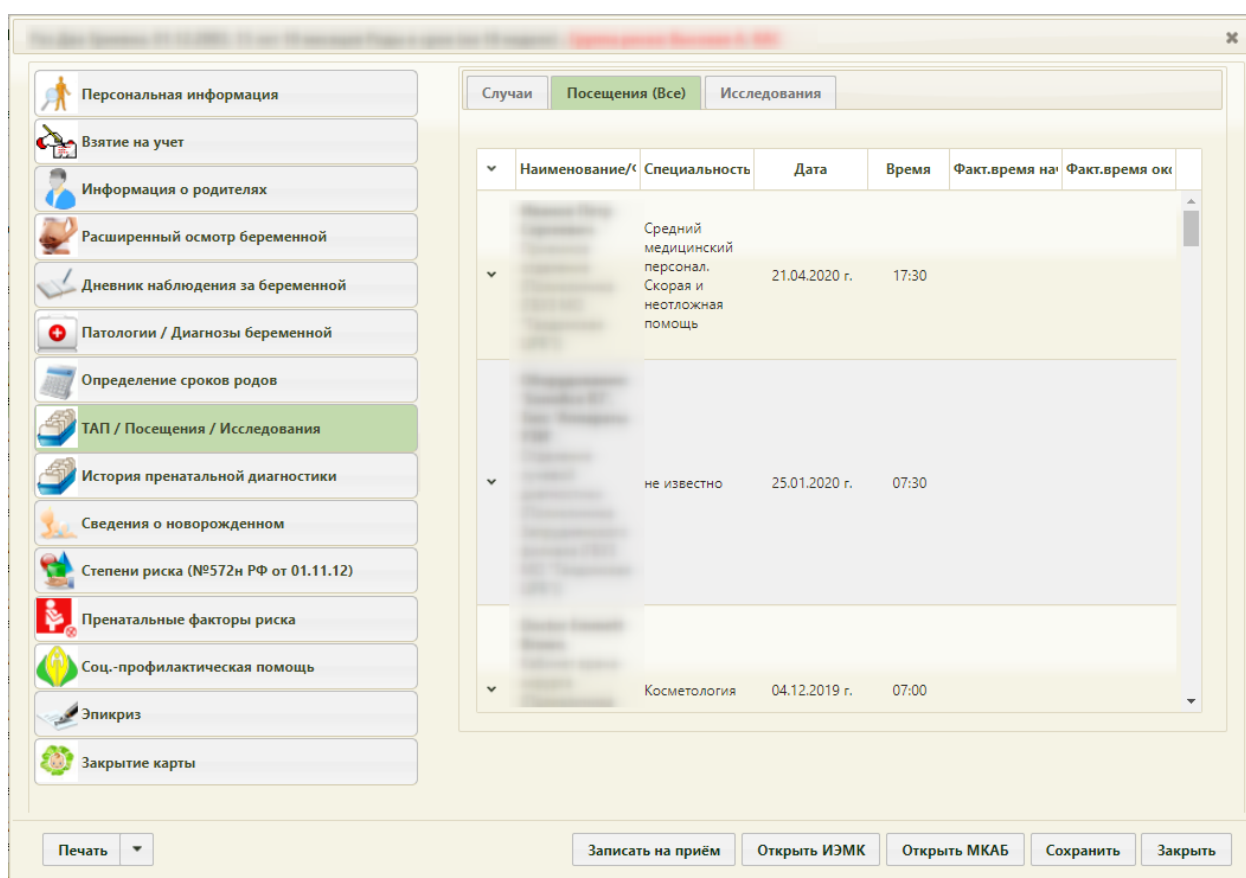 Персональная информация
Взятие на учет
Информация о родителях
Расширенный осмотр беременной
Дневник наблюдения за беременной
Патологии / Диагнозы беременной
Определение сроков родов
ТАП / Посещения / Исследования
История пренатальной диагностики
Сведения о новорожденном
Степени риска (№572н РФ от 01.11.12)
Пренатальные факторы риска
Соц.-профилактическая помощь
Эпикриз
Закрытие карты
Случаи Посещения (Все) Исследования
Наименование/ Специальность Дата Время Факт.время на Факт.время ок
Средний
медицинский
персонал.
Скорая и
неотложная
помощь
21.04.2020 г. 17:30
не известно 25.01.2020 г. 07:30
Косметология 04.12.2019 г. 07:00
Печать Записать на приём Открыть ИЭМК Открыть МКАБ Сохранить Закрыть